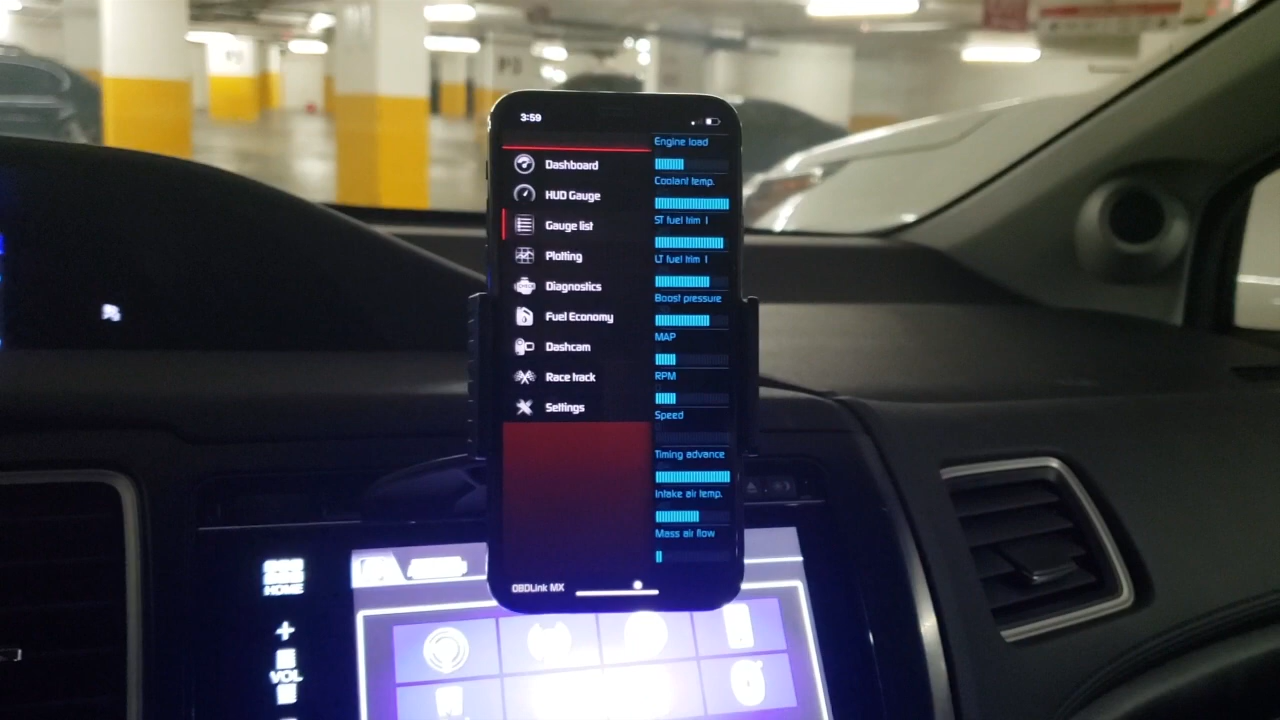 P3
3:59
Dashboard
HUD Gauge
Gauge list
Plotting
Diagnostics
CHECK
Fuel Economy
Dashcam
Race track
Settings
OBDLink MX
Engine load
Coolant temp.
ST fuel trim 1
LT fuel trim 1
Boost pressure
MAP
RPM
Speed
Timing advance
Intake air temp.
Mass air flow
HOME
+
VOL